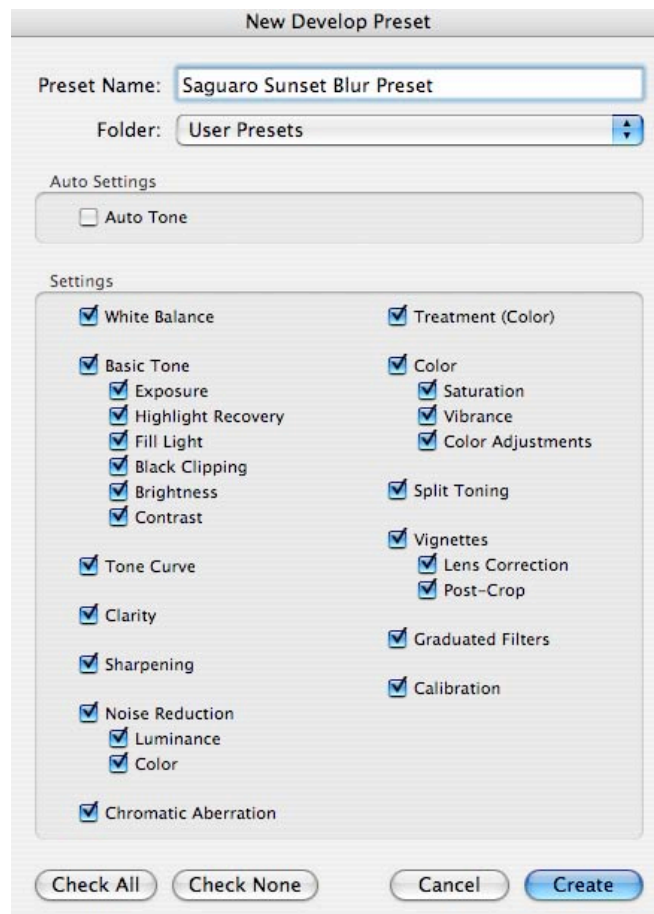 New Develop Preset
Preset Name: Saguaro Sunset Blur Preset
Folder: User Presets
Auto Settings
Auto Tone
Settings
White Balance
Basic Tone
Exposure
Highlight Recovery
Fill Light
Black Clipping
Brightness
Contrast
Tone Curve
Clarity
Sharpening
Noise Reduction
Luminance
Color
Chromatic Aberration
Treatment (Color)
Color
Saturation
Vibrance
Color Adjustments
Split Toning
Vignettes
Lens Correction
Post-Crop
Graduated Filters
Calibration
Check All Check None Cancel Create